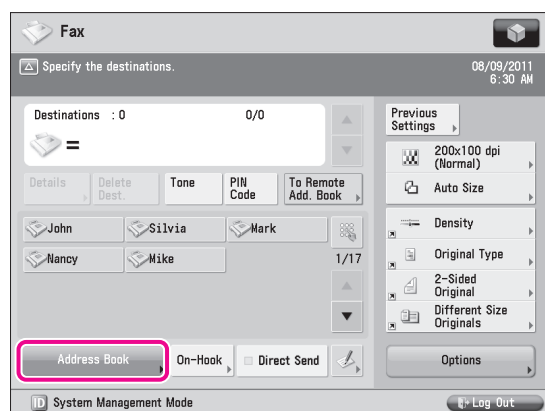 Fax
Specify the destinations.
08/09/2011
6:30 AM
Destinations : 0 0/0
=
Details
Delete
Dest.
Tone
PIN
Code
To Remote
Add. Book
John
Silvia
Mark
Nancy
Mike
1/17
Address Book
On-Hook
Direct Send
Previous
Settings
200x100 dpi
(Normal)
Auto Size
Density
Original Type
2-Sided
Original
Different Size
Originals
Options
ID System Management Mode
Log Out